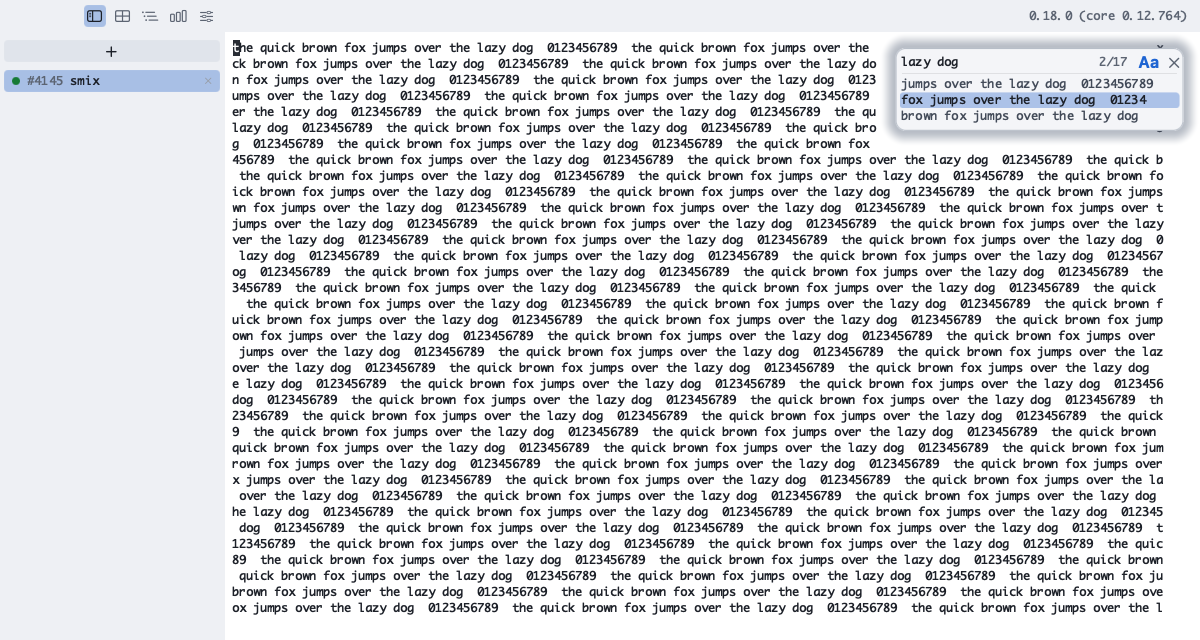 0.18.0 (core 0.12.764)
+
#4145 smix ×
lazy dog 2/17 Aa ×
jumps over the lazy dog  0123456789
fox jumps over the lazy dog  01234
brown fox jumps over the lazy dog
the quick brown fox jumps over the lazy dog  0123456789  the quick brown fox jumps over the
ck brown fox jumps over the lazy dog  0123456789  the quick brown fox jumps over the lazy do
n fox jumps over the lazy dog  0123456789  the quick brown fox jumps over the lazy dog  0123
umps over the lazy dog  0123456789  the quick brown fox jumps over the lazy dog  0123456789
er the lazy dog  0123456789  the quick brown fox jumps over the lazy dog  0123456789  the qu
lazy dog  0123456789  the quick brown fox jumps over the lazy dog  0123456789  the quick bro
g  0123456789  the quick brown fox jumps over the lazy dog  0123456789  the quick brown fox
456789  the quick brown fox jumps over the lazy dog  0123456789  the quick brown fox jumps over the lazy dog  0123456789  the quick b
 the quick brown fox jumps over the lazy dog  0123456789  the quick brown fox jumps over the lazy dog  0123456789  the quick brown fo
ick brown fox jumps over the lazy dog  0123456789  the quick brown fox jumps over the lazy dog  0123456789  the quick brown fox jumps
wn fox jumps over the lazy dog  0123456789  the quick brown fox jumps over the lazy dog  0123456789  the quick brown fox jumps over t
jumps over the lazy dog  0123456789  the quick brown fox jumps over the lazy dog  0123456789  the quick brown fox jumps over the lazy
ver the lazy dog  0123456789  the quick brown fox jumps over the lazy dog  0123456789  the quick brown fox jumps over the lazy dog  0
 lazy dog  0123456789  the quick brown fox jumps over the lazy dog  0123456789  the quick brown fox jumps over the lazy dog  01234567
og  0123456789  the quick brown fox jumps over the lazy dog  0123456789  the quick brown fox jumps over the lazy dog  0123456789  the
3456789  the quick brown fox jumps over the lazy dog  0123456789  the quick brown fox jumps over the lazy dog  0123456789  the quick
  the quick brown fox jumps over the lazy dog  0123456789  the quick brown fox jumps over the lazy dog  0123456789  the quick brown f
uick brown fox jumps over the lazy dog  0123456789  the quick brown fox jumps over the lazy dog  0123456789  the quick brown fox jump
own fox jumps over the lazy dog  0123456789  the quick brown fox jumps over the lazy dog  0123456789  the quick brown fox jumps over
 jumps over the lazy dog  0123456789  the quick brown fox jumps over the lazy dog  0123456789  the quick brown fox jumps over the laz
over the lazy dog  0123456789  the quick brown fox jumps over the lazy dog  0123456789  the quick brown fox jumps over the lazy dog
e lazy dog  0123456789  the quick brown fox jumps over the lazy dog  0123456789  the quick brown fox jumps over the lazy dog  0123456
dog  0123456789  the quick brown fox jumps over the lazy dog  0123456789  the quick brown fox jumps over the lazy dog  0123456789  th
23456789  the quick brown fox jumps over the lazy dog  0123456789  the quick brown fox jumps over the lazy dog  0123456789  the quick
9  the quick brown fox jumps over the lazy dog  0123456789  the quick brown fox jumps over the lazy dog  0123456789  the quick brown
quick brown fox jumps over the lazy dog  0123456789  the quick brown fox jumps over the lazy dog  0123456789  the quick brown fox jum
rown fox jumps over the lazy dog  0123456789  the quick brown fox jumps over the lazy dog  0123456789  the quick brown fox jumps over
x jumps over the lazy dog  0123456789  the quick brown fox jumps over the lazy dog  0123456789  the quick brown fox jumps over the la
 over the lazy dog  0123456789  the quick brown fox jumps over the lazy dog  0123456789  the quick brown fox jumps over the lazy dog
he lazy dog  0123456789  the quick brown fox jumps over the lazy dog  0123456789  the quick brown fox jumps over the lazy dog  012345
 dog  0123456789  the quick brown fox jumps over the lazy dog  0123456789  the quick brown fox jumps over the lazy dog  0123456789  t
123456789  the quick brown fox jumps over the lazy dog  0123456789  the quick brown fox jumps over the lazy dog  0123456789  the quic
89  the quick brown fox jumps over the lazy dog  0123456789  the quick brown fox jumps over the lazy dog  0123456789  the quick brown
 quick brown fox jumps over the lazy dog  0123456789  the quick brown fox jumps over the lazy dog  0123456789  the quick brown fox ju
brown fox jumps over the lazy dog  0123456789  the quick brown fox jumps over the lazy dog  0123456789  the quick brown fox jumps ove
ox jumps over the lazy dog  0123456789  the quick brown fox jumps over the lazy dog  0123456789  the quick brown fox jumps over the l